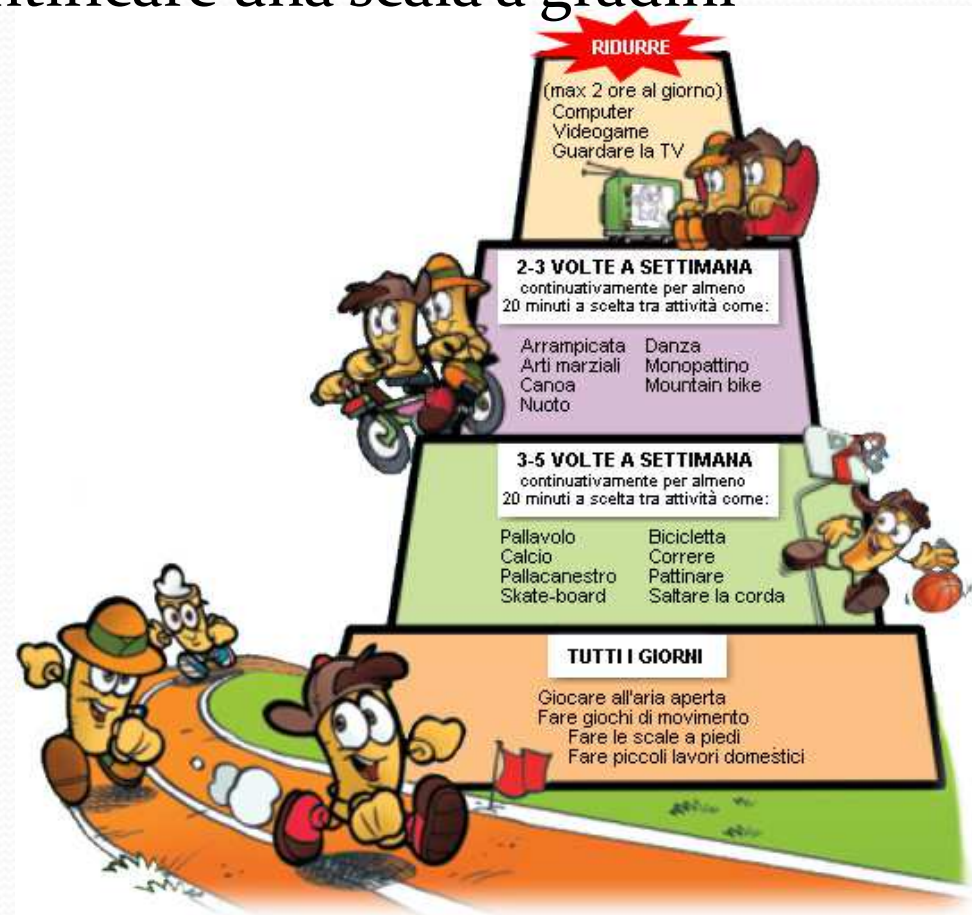 una scala a gradini
RIDURRE
(max 2 ore al giorno)
Computer
Videogame
Guardare la TV
2-3 VOLTE A SETTIMANA
continuativamente per almeno
20 minuti a scelta tra attività come:
Arrampicata
Arti marziali
Canoa
Nuoto
Danza
Monopattino
Mountain bike
3-5 VOLTE A SETTIMANA
continuativamente per almeno
20 minuti a scelta tra attività come:
Pallavolo
Calcio
Pallacanestro
Skate-board
Bicicletta
Correre
Pattinare
Saltare la corda
TUTTI I GIORNI
Giocare all'aria aperta
Fare giochi di movimento
Fare le scale a piedi
Fare piccoli lavori domestici